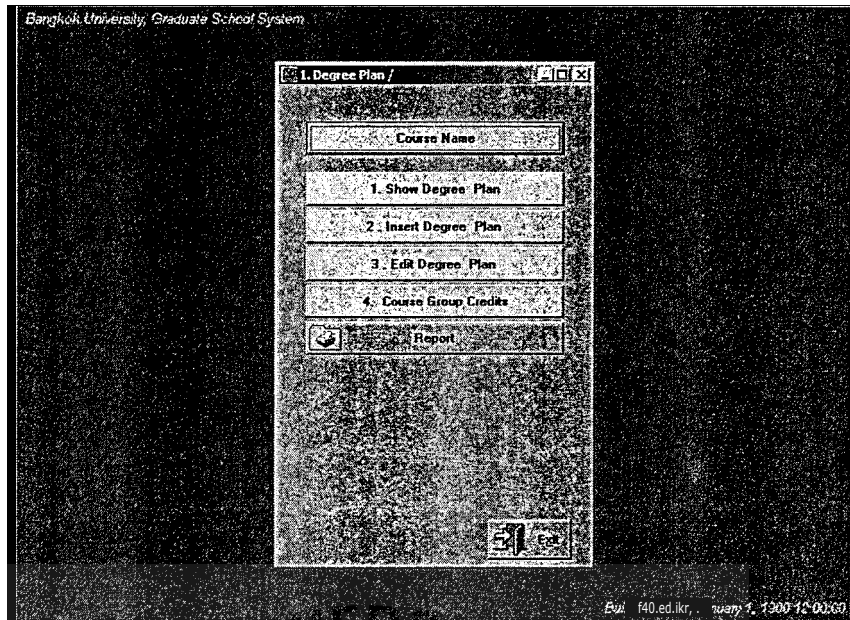 Bangkok University, Graduate School System
1. Degree Plan /
Course Name
1. Show Degree Plan
2 . Insert Degree Plan
3 . Edit Degree Plan
4. Course Group Credits
Report
Exit
f40.ed.ikr, 1, 1900 12:00:00